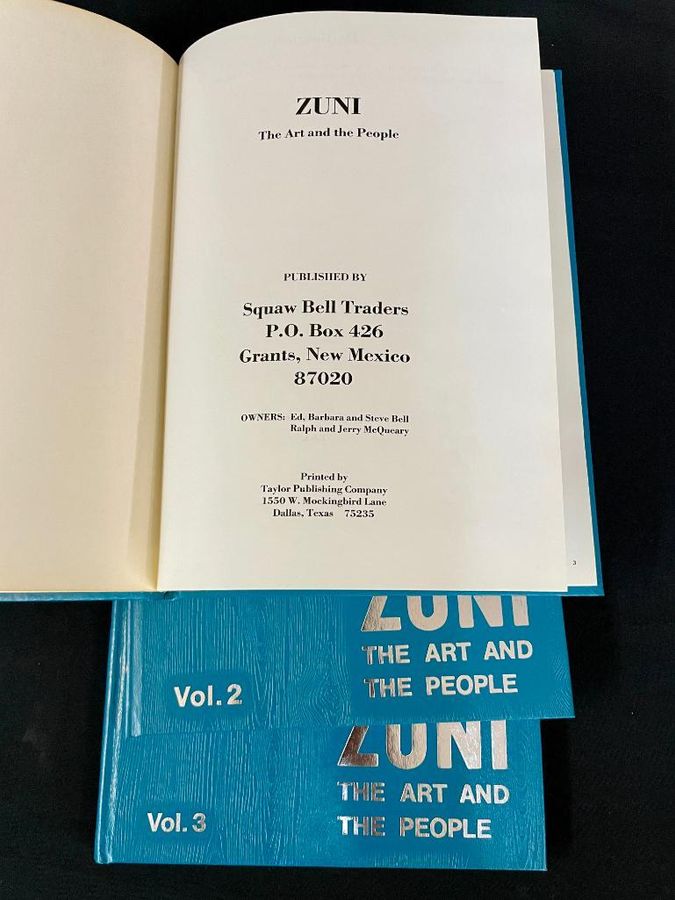 ZUNI
The Art and the People
PUBLISHED BY
Squaw Bell Traders
P.O. Box 426
Grants, New Mexico
87020
OWNERS: Ed, Barbara and Steve Bell
Ralph and Jerry McQueary
Printed by
Taylor Publishing Company
1550 W. Mockingbird Lane
Dallas, Texas 75235
3
ZUNI
THE ART AND
THE PEOPLE
Vol. 2
ZUNI
THE ART AND
THE PEOPLE
Vol. 3